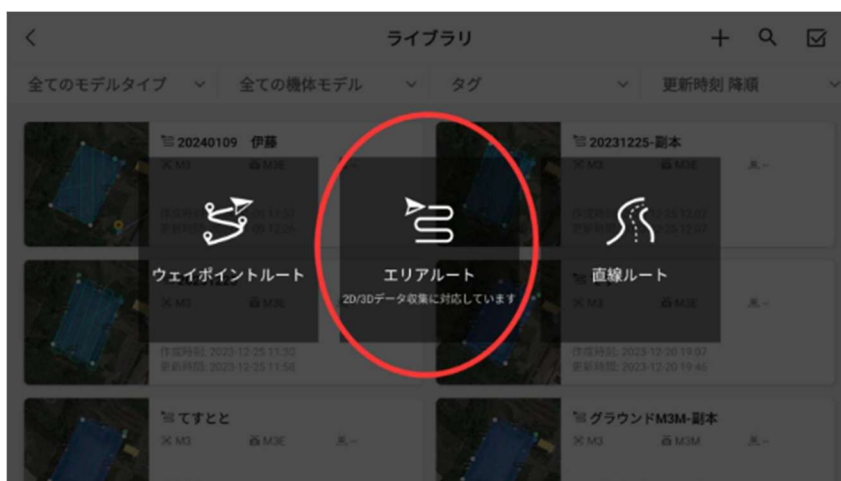 ライブラリ
全てのモデルタイプ
全ての機体モデル
タグ
更新時刻 降順
20240109 伊藤
M3
M3E
20231225-副本
M3
M3E
--
ウェイポイントルート
エリアルート
2D/3Dデータ収集に対応しています
直線ルート
M3
M3E
作成時刻: 2023-12-25 11:30
更新時間: 2023-12-25 11:56
M3
M3E
--
作成時刻: 2023-12-20 19:07
更新時間: 2023-12-20 19:46
てすとと
M3
M3E
--
グラウンドM3M-副本
M3
M3M
--